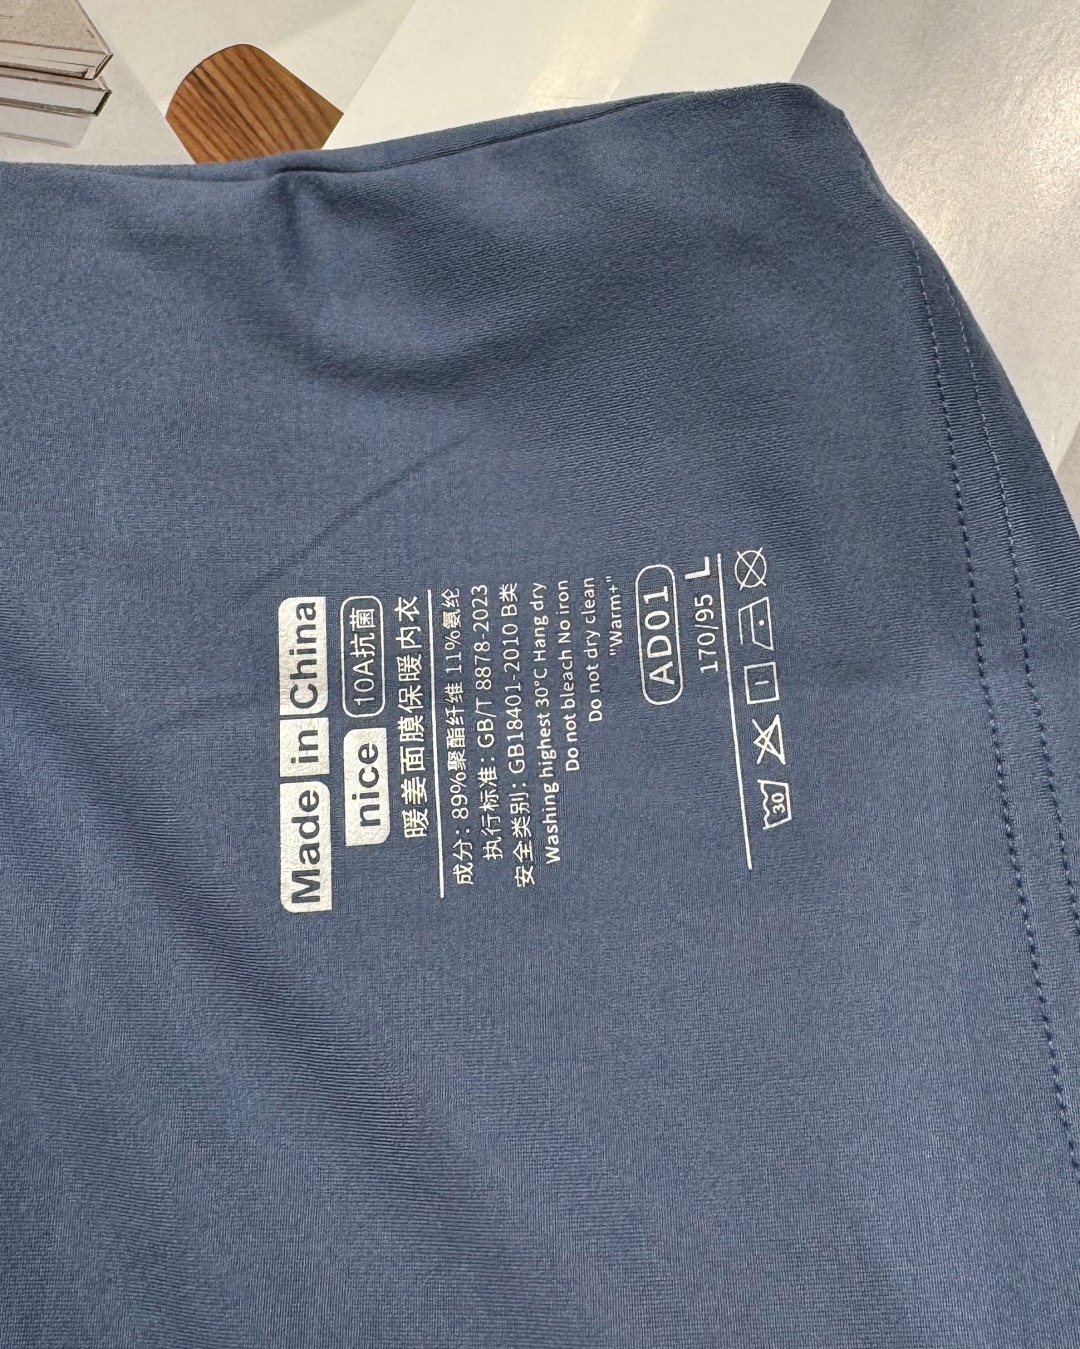 Made in China
nice 10A抗菌
暖姜面膜保暖内衣
成分：89%聚酯纤维 11%氨纶
执行标准：GB/T 8878-2023
安全类别：GB18401-2010 B类
Washing highest 30°C Hang dry
Do not bleach No iron
Do not dry clean
"Warm+"
AD01
170/95 L
30